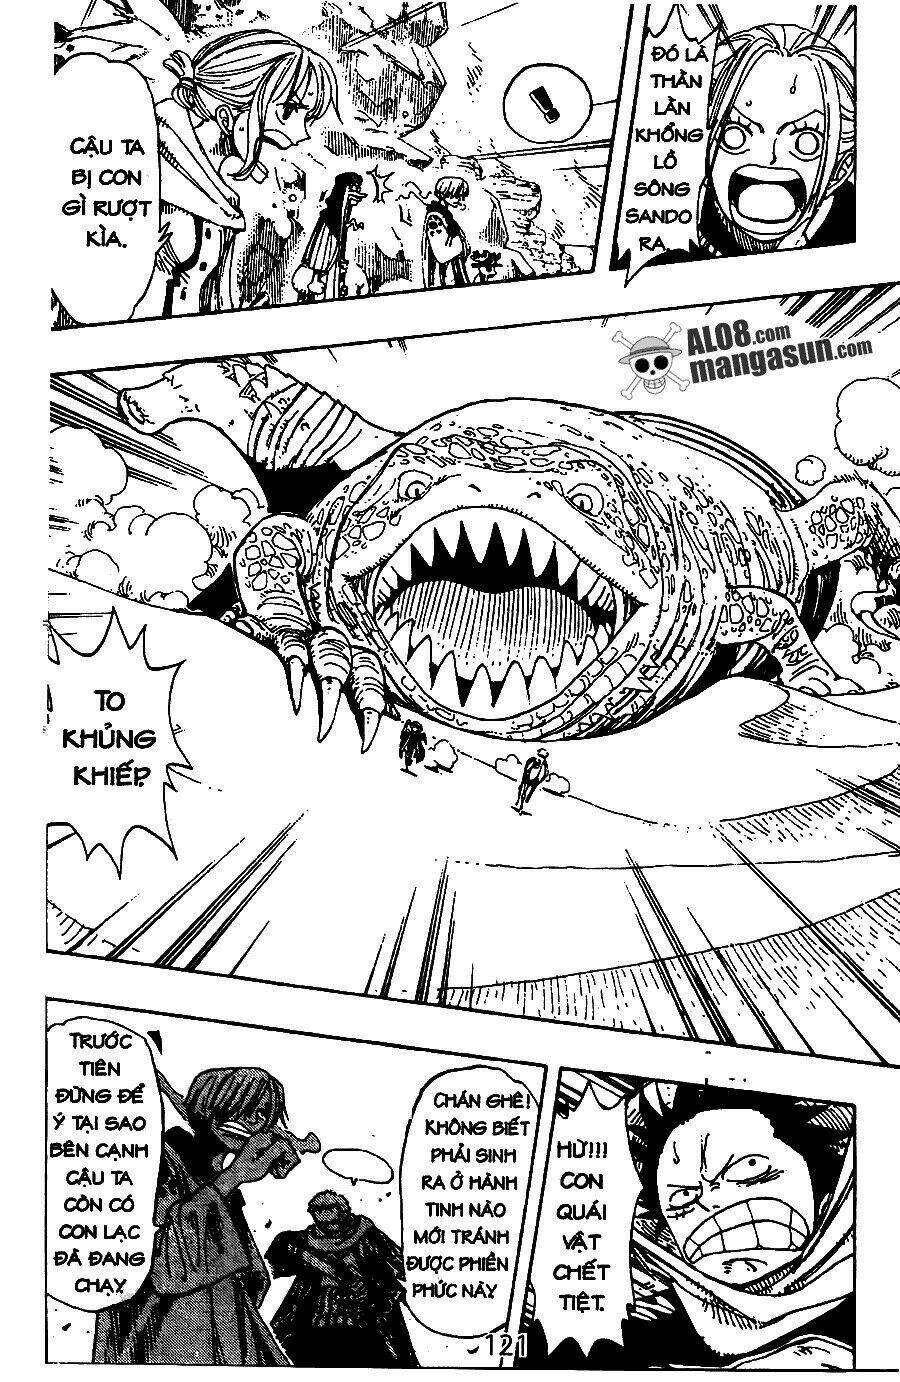 ĐÓ LÀ
THẰN
LẰN
KHỔNG
LỒ
SÔNG
SANDO
RA.
!
CẬU TA
BỊ CON
GÌ RƯỢT
KÌA.
ALO8.com
mangasun.com
TO
KHỦNG
KHIẾP.
HỪ!!!
CON
QUÁI
VẬT
CHẾT
TIỆT.
CHÁN GHÊ!
KHÔNG BIẾT
PHẢI SINH
RA Ở HÀNH
TINH NÀO
MỚI TRÁNH
ĐƯỢC PHIỀN
PHỨC NÀY
TRƯỚC
TIÊN
ĐỪNG ĐỂ
Ý TẠI SAO
BÊN CẠNH
CẬU TA
CÒN CÓ
CON LẠC
ĐÀ ĐANG
CHẠY
121